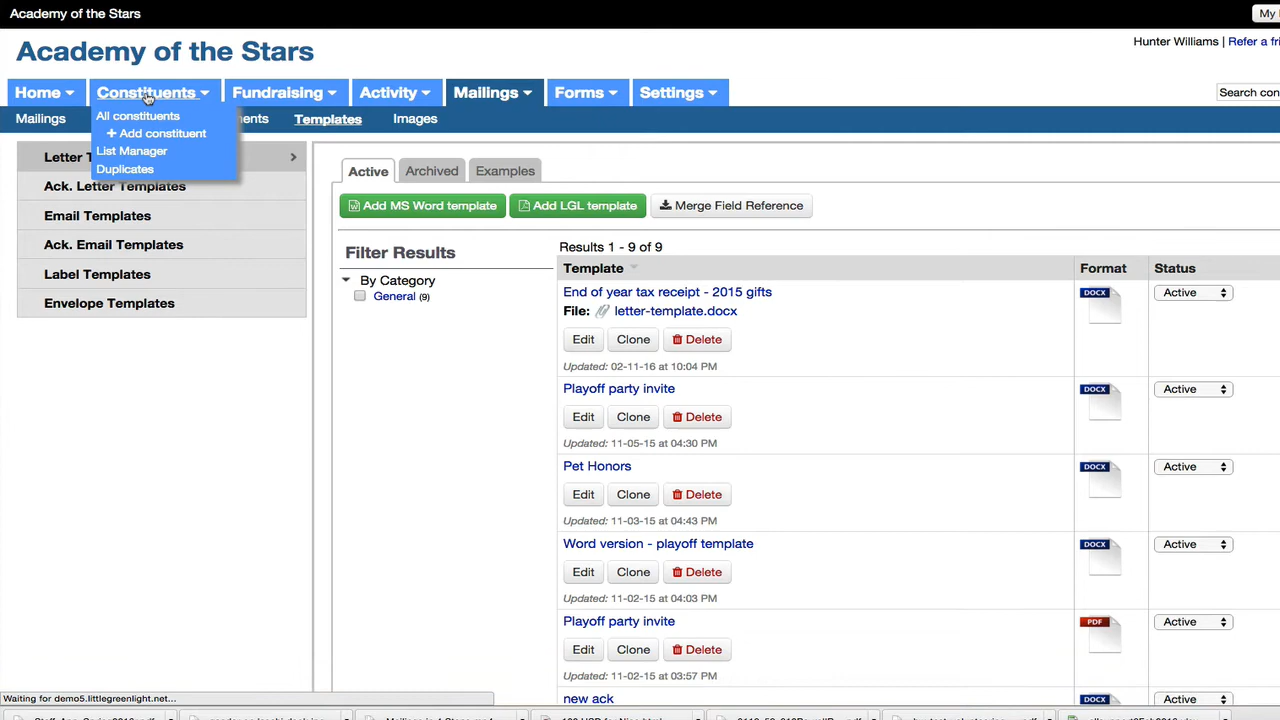 Academy of the Stars
My
Academy of the Stars
Hunter Williams | Refer a fri
Home Constituents Fundraising Activity Mailings Forms Settings
Search con
Mailings ments Templates Images
All constituents
+ Add constituent
List Manager
Duplicates
Letter T
Ack. Letter Templates
Email Templates
Ack. Email Templates
Label Templates
Envelope Templates
Active Archived Examples
Add MS Word template Add LGL template Merge Field Reference
Filter Results
By Category
General (9)
Results 1 - 9 of 9
Template Format Status
End of year tax receipt - 2015 gifts DOCX Active
File: letter-template.docx
Edit Clone Delete
Updated: 02-11-16 at 10:04 PM
Playoff party invite DOCX Active
Edit Clone Delete
Updated: 11-05-15 at 04:30 PM
Pet Honors DOCX Active
Edit Clone Delete
Updated: 11-03-15 at 04:43 PM
Word version - playoff template DOCX Active
Edit Clone Delete
Updated: 11-02-15 at 04:03 PM
Playoff party invite PDF Active
Edit Clone Delete
Updated: 11-02-15 at 03:57 PM
new ack DOCX Active
Waiting for demo5.littlegreenlight.net...